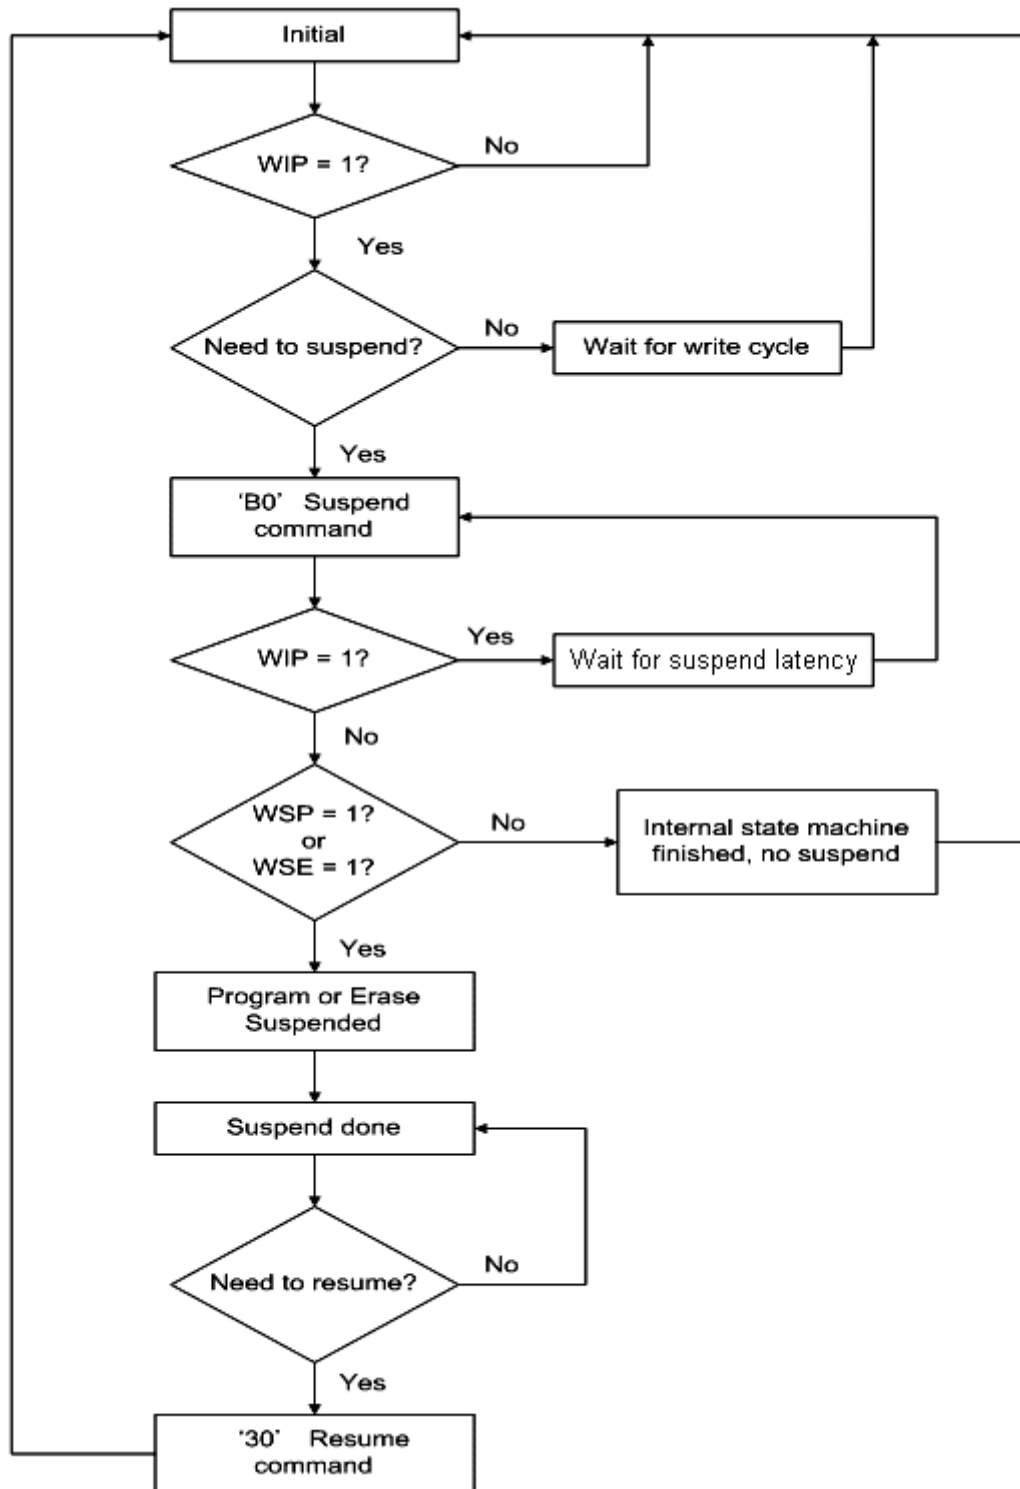 Initial
WIP = 1?
No
Yes
Need to suspend?
No
Wait for write cycle
Yes
‘B0’ Suspend
command
WIP = 1?
Yes
Wait for suspend latency
No
WSP = 1?
or
WSE = 1?
No
Internal state machine
finished, no suspend
Yes
Program or Erase
Suspended
Suspend done
Need to resume?
No
Yes
‘30’ Resume
command